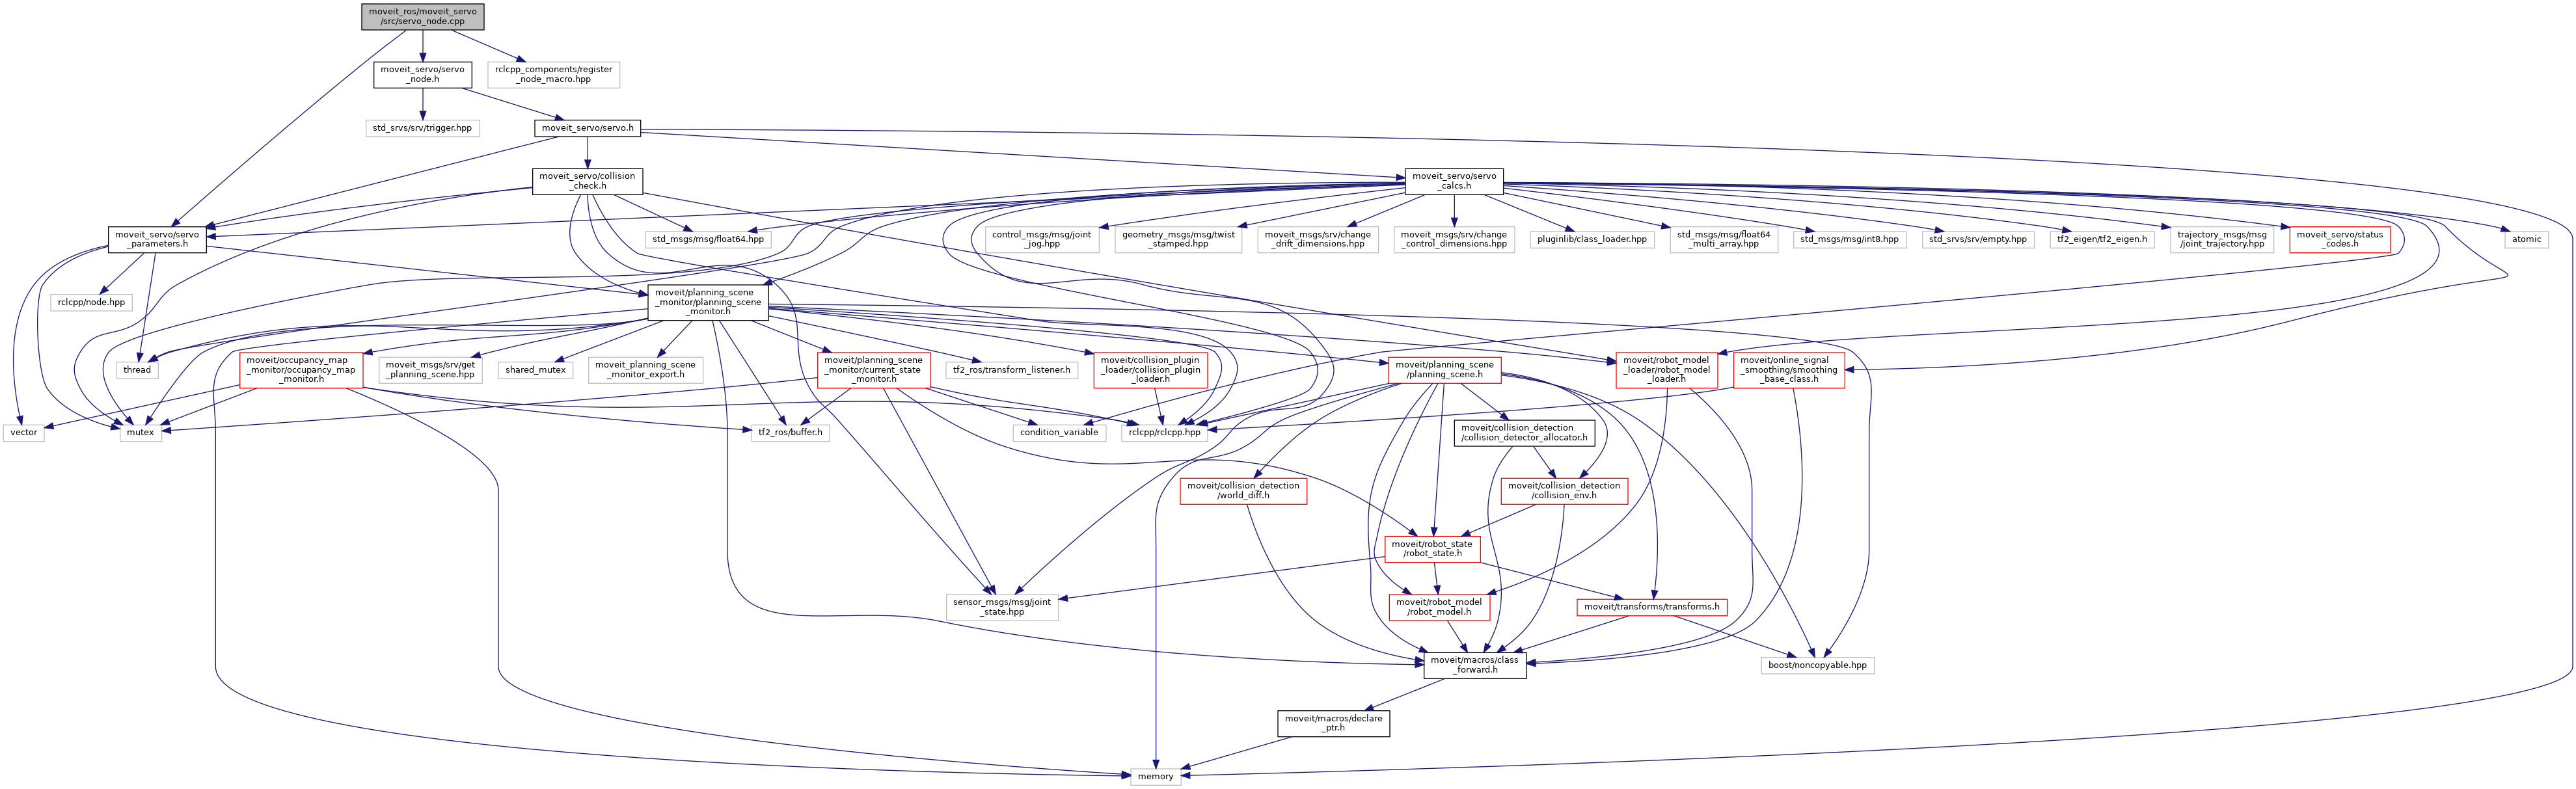 moveit_ros/moveit_servo
/src/servo_node.cpp
moveit_servo/servo
_node.h
rclcpp_components/register
_node_macro.hpp
std_srvs/srv/trigger.hpp
moveit_servo/servo.h
moveit_servo/collision
_check.h
moveit_servo/servo
_calcs.h
moveit_servo/servo
_parameters.h
std_msgs/msg/float64.hpp
control_msgs/msg/joint
_jog.hpp
geometry_msgs/msg/twist
_stamped.hpp
moveit_msgs/srv/change
_drift_dimensions.hpp
moveit_msgs/srv/change
_control_dimensions.hpp
pluginlib/class_loader.hpp
std_msgs/msg/float64
_multi_array.hpp
std_msgs/msg/int8.hpp
std_srvs/srv/empty.hpp
tf2_eigen/tf2_eigen.h
trajectory_msgs/msg
/joint_trajectory.hpp
moveit_servo/status
_codes.h
atomic
rclcpp/node.hpp
moveit/planning_scene
_monitor/planning_scene
_monitor.h
thread
moveit/occupancy_map
_monitor/occupancy_map
_monitor.h
moveit_msgs/srv/get
_planning_scene.hpp
shared_mutex
moveit_planning_scene
_monitor_export.h
moveit/planning_scene
_monitor/current_state
_monitor.h
tf2_ros/transform_listener.h
moveit/collision_plugin
_loader/collision_plugin
_loader.h
moveit/planning_scene
/planning_scene.h
moveit/robot_model
_loader/robot_model
_loader.h
moveit/online_signal
_smoothing/smoothing
_base_class.h
vector
mutex
tf2_ros/buffer.h
condition_variable
rclcpp/rclcpp.hpp
moveit/collision_detection
/collision_detector_allocator.h
moveit/collision_detection
/world_diff.h
moveit/collision_detection
/collision_env.h
moveit/robot_state
/robot_state.h
sensor_msgs/msg/joint
_state.hpp
moveit/robot_model
/robot_model.h
moveit/transforms/transforms.h
moveit/macros/class
_forward.h
boost/noncopyable.hpp
moveit/macros/declare
_ptr.h
memory